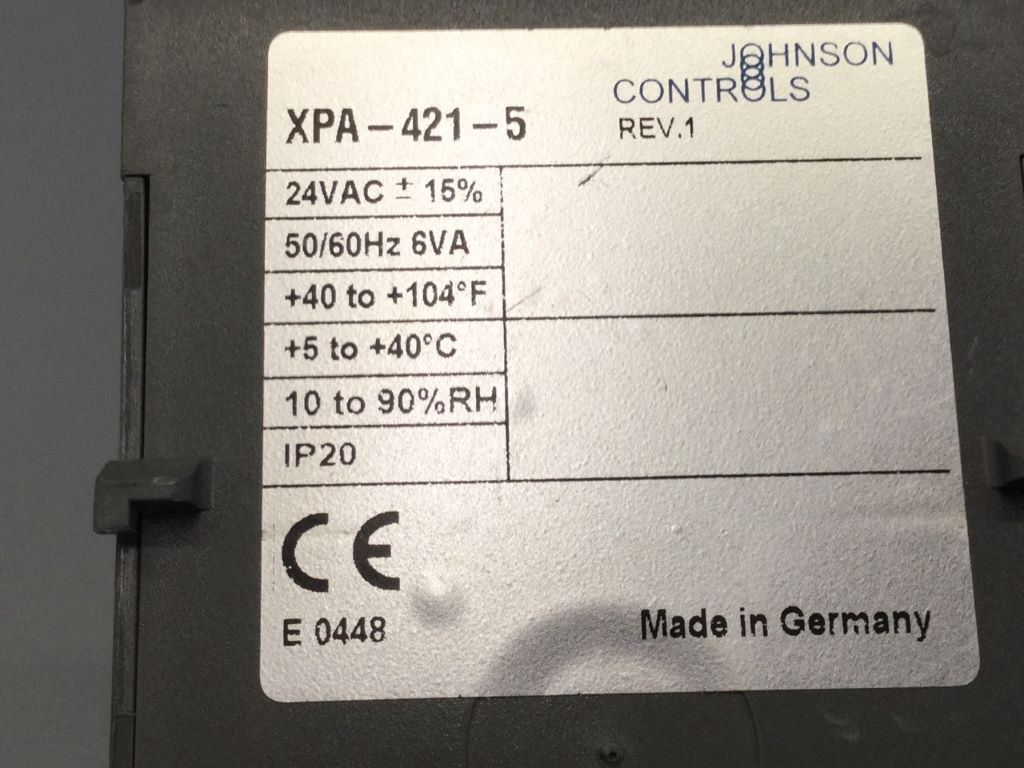 JOHNSON
CONTROLS
XPA-421-5
REV.1
24VAC ± 15%
50/60Hz 6VA
+40 to +104°F
+5 to +40°C
10 to 90%RH
IP20
CE
E 0448
Made in Germany